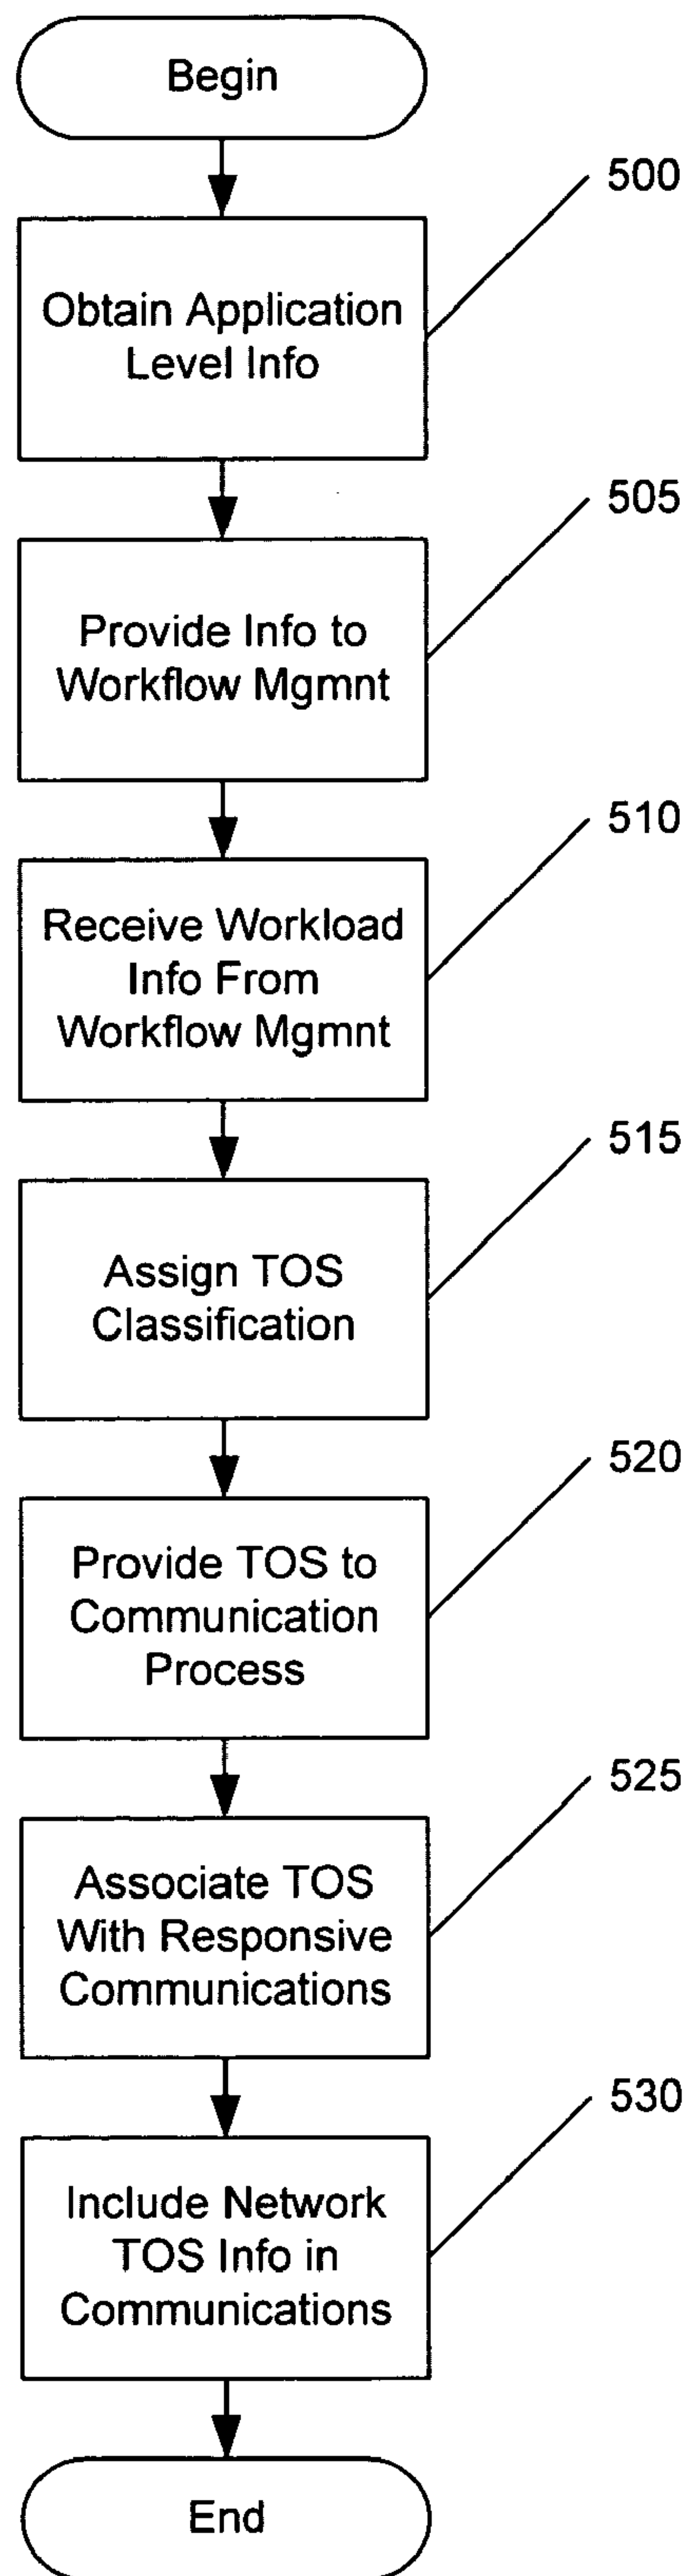 Begin
500
Obtain Application
Level Info
505
Provide Info to
Workflow Mgmnt
510
Receive Workload
Info From
Workflow Mgmnt
515
Assign TOS
Classification
520
Provide TOS to
Communication
Process
525
Associate TOS
With Responsive
Communications
530
Include Network
TOS Info in
Communications
End